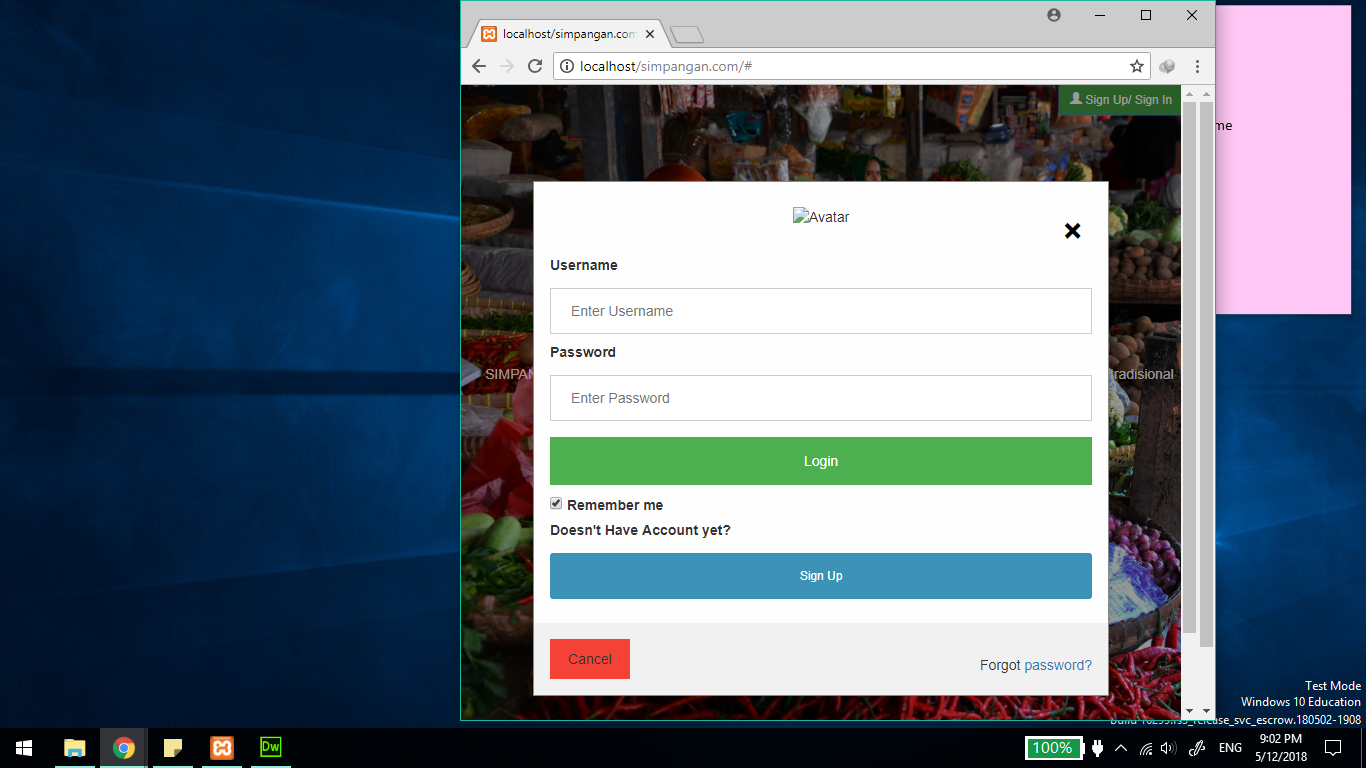 localhost/simpangan.com
localhost/simpangan.com/#
Sign Up/ Sign In
me
Avatar
Username
Enter Username
Password
SIMPAN
tradisional
Enter Password
Login
Remember me
Doesn't Have Account yet?
Sign Up
Cancel
Forgot password?
Test Mode
Windows 10 Education
release_svc_escrow.180502-1908
Dw
100%
ENG
9:02 PM
5/12/2018